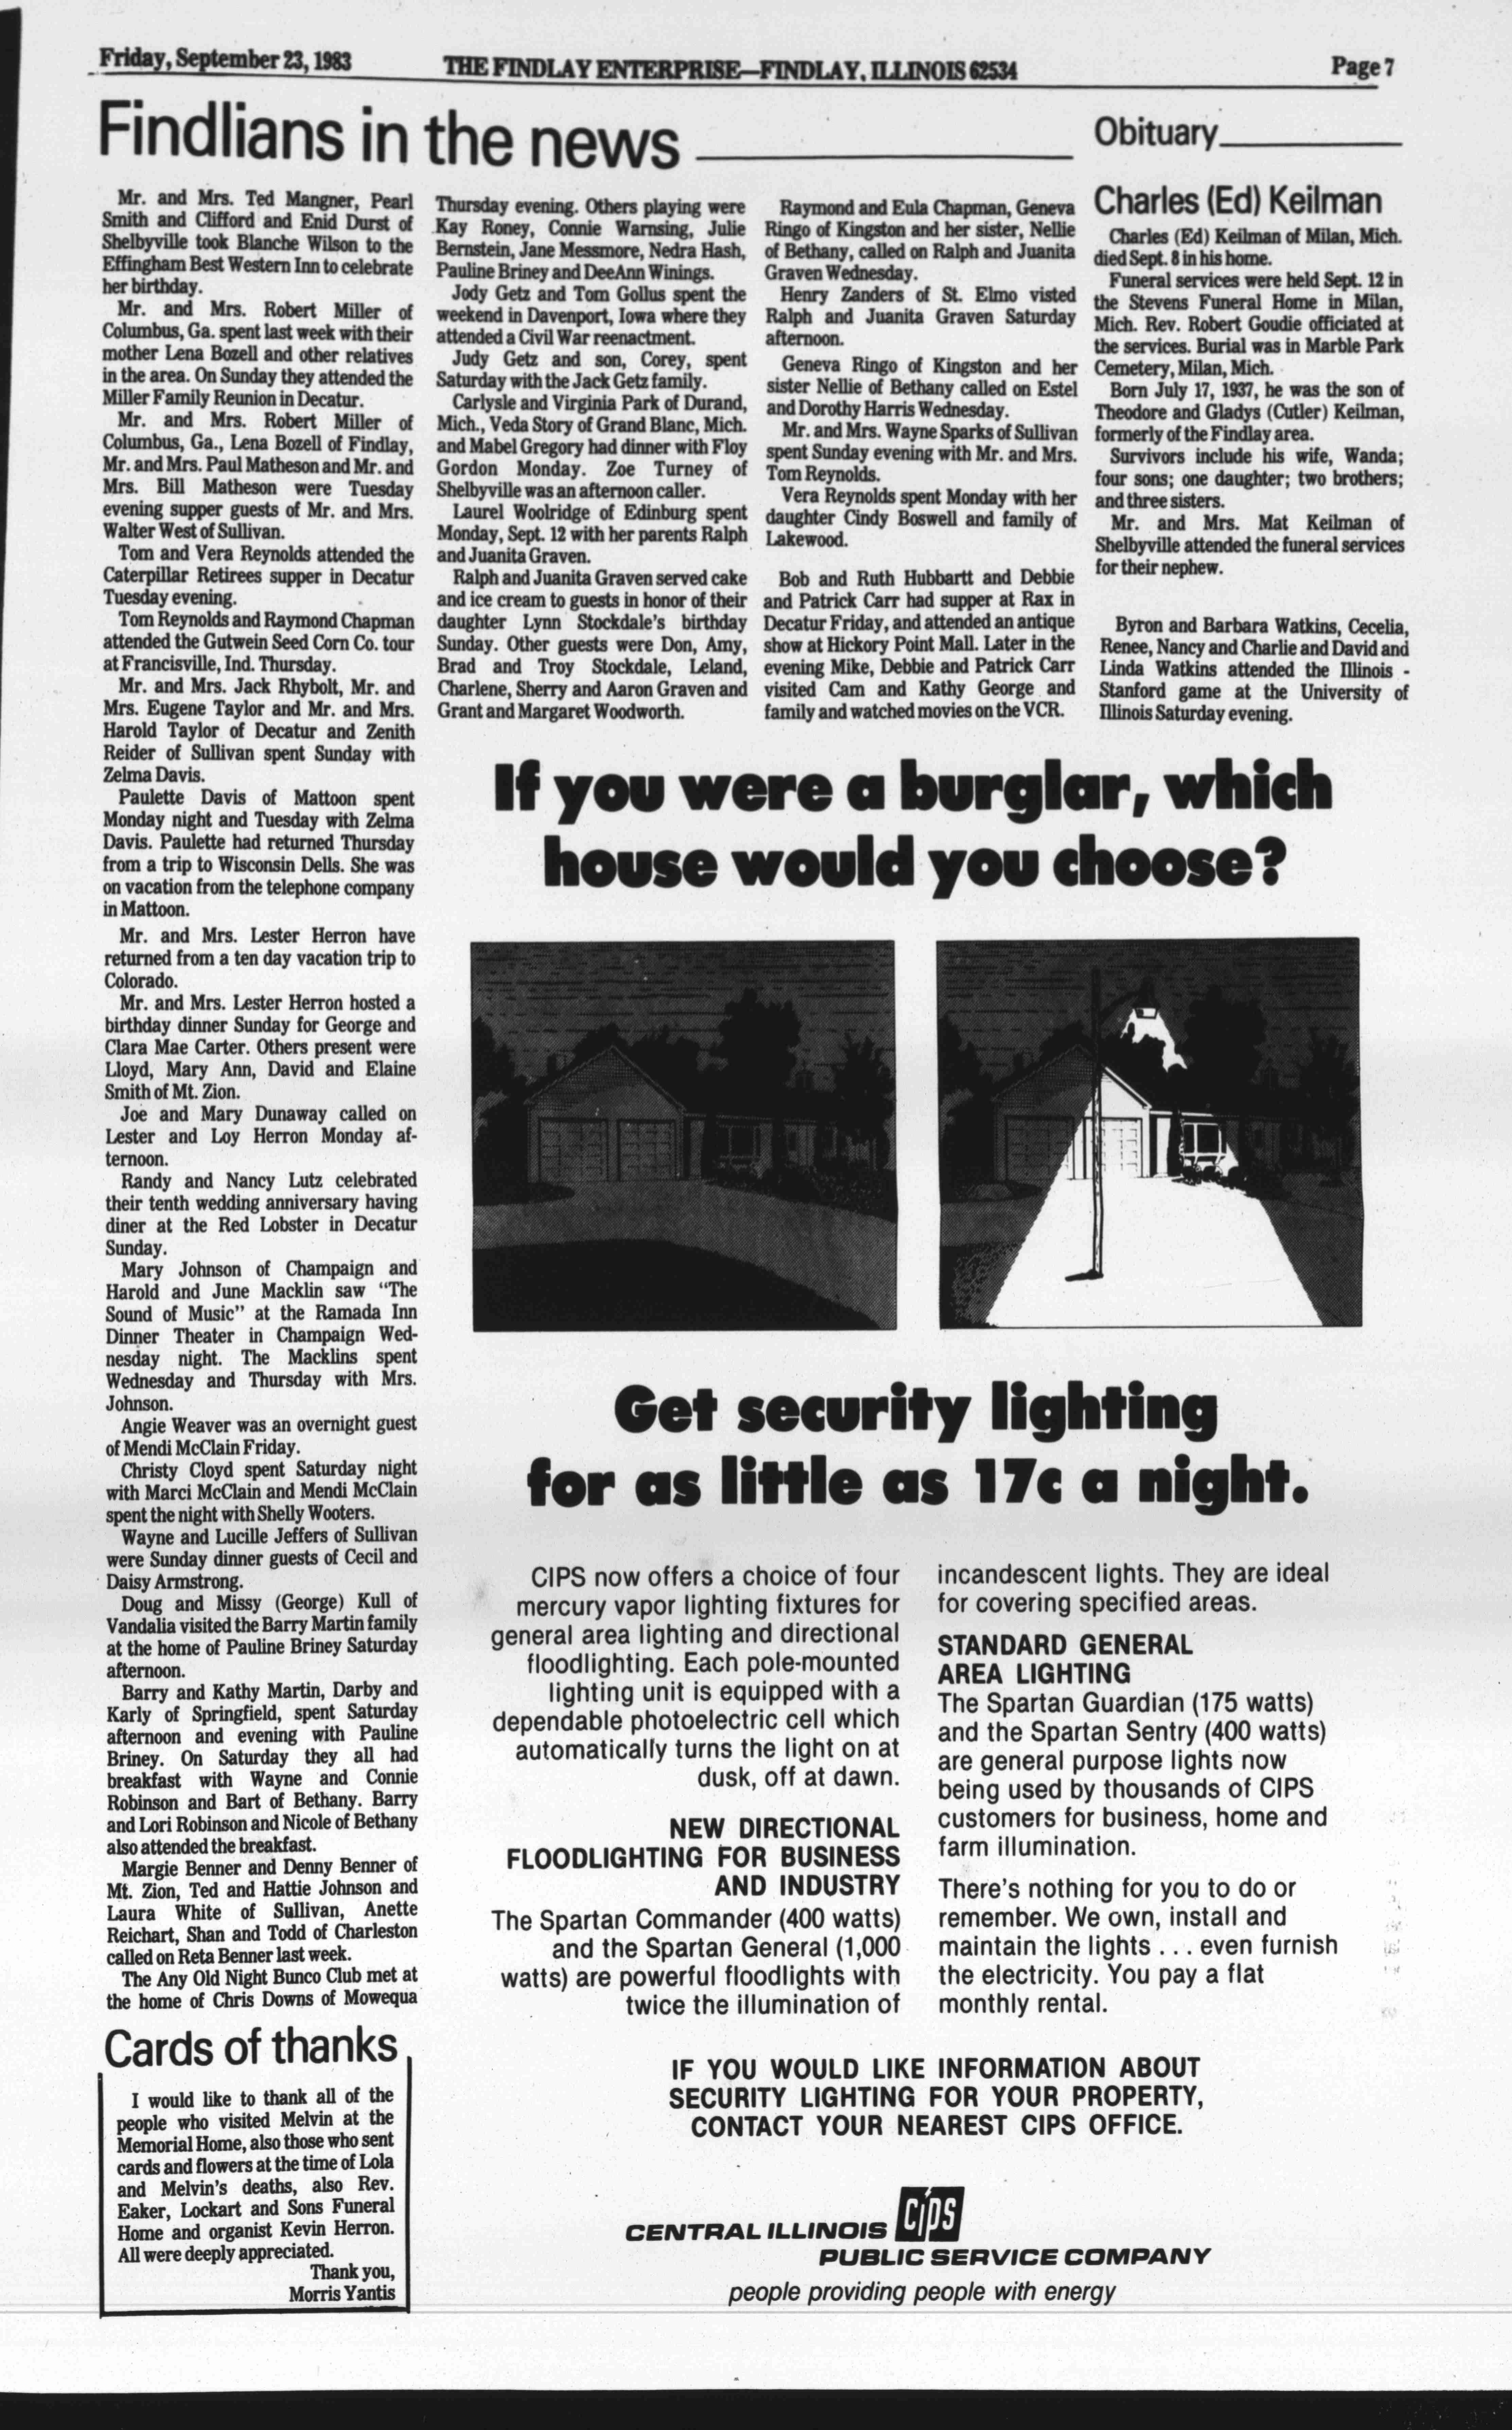 Friday, September 23, 1983
THE FINDLAY ENTERPRISE—FINDLAY, ILLINOIS 62534
Page 7
Findlians in the news
Mr. and Mrs. Ted Mangner, Pearl
Smith and Clifford and Enid Durst of
Shelbyville took Blanche Wilson to the
Effingham Best Western Inn to celebrate
her birthday.
Mr. and Mrs. Robert Miller of
Columbus, Ga. spent last week with their
mother Lena Bozell and other relatives
in the area. On Sunday they attended the
Miller Family Reunion in Decatur.
Mr. and Mrs. Robert Miller of
Columbus, Ga., Lena Bozell of Findlay,
Mr. and Mrs. Paul Matheson and Mr. and
Mrs. Bill Matheson were Tuesday
evening supper guests of Mr. and Mrs.
Walter West of Sullivan.
Tom and Vera Reynolds attended the
Caterpillar Retirees supper in Decatur
Tuesday evening.
Tom Reynolds and Raymond Chapman
attended the Gutwein Seed Corn Co. tour
at Francisville, Ind. Thursday.
Mr. and Mrs. Jack Rhybolt, Mr. and
Mrs. Eugene Taylor and Mr. and Mrs.
Harold Taylor of Decatur and Zenith
Reider of Sullivan spent Sunday with
Zelma Davis.
Paulette Davis of Mattoon spent
Monday night and Tuesday with Zelma
Davis. Paulette had returned Thursday
from a trip to Wisconsin Dells. She was
on vacation from the telephone company
in Mattoon.
Mr. and Mrs. Lester Herron have
returned from a ten day vacation trip to
Colorado.
Mr. and Mrs. Lester Herron hosted a
birthday dinner Sunday for George and
Clara Mae Carter. Others present were
Lloyd, Mary Ann, David and Elaine
Smith of Mt. Zion.
Joe and Mary Dunaway called on
Lester and Loy Herron Monday af-
ternoon.
Randy and Nancy Lutz celebrated
their tenth wedding anniversary having
diner at the Red Lobster in Decatur
Sunday.
Mary Johnson of Champaign and
Harold and June Macklin saw "The
Sound of Music" at the Ramada Inn
Dinner Theater in Champaign Wed-
nesday night. The Macklins spent
Wednesday and Thursday with Mrs.
Johnson.
Angie Weaver was an overnight guest
of Mendi McClain Friday.
Christy Cloyd spent Saturday night
with Marci McClain and Mendi McClain
spent the night with Shelly Wooters.
Wayne and Lucille Jeffers of Sullivan
were Sunday dinner guests of Cecil and
Daisy Armstrong.
Doug and Missy (George) Kull of
Vandalia visited the Barry Martin family
at the home of Pauline Briney Saturday
afternoon.
Barry and Kathy Martin, Darby and
Karly of Springfield, spent Saturday
afternoon and evening with Pauline
Briney. On Saturday they all had
breakfast with Wayne and Connie
Robinson and Bart of Bethany. Barry
and Lori Robinson and Nicole of Bethany
also attended the breakfast.
Margie Benner and Denny Benner of
Mt. Zion, Ted and Hattie Johnson and
Laura White of Sullivan, Anette
Reichart, Shan and Todd of Charleston
called on Reta Benner last week.
The Any Old Night Bunco Club met at
the home of Chris Downs of Mowequa
Thursday evening. Others playing were
Kay Roney, Connie Warnsing, Julie
Bernstein, Jane Messmore, Nedra Hash,
Pauline Briney and DeeAnn Winings.
Jody Getz and Tom Gollus spent the
weekend in Davenport, Iowa where they
attended a Civil War reenactment.
Judy Getz and son, Corey, spent
Saturday with the Jack Getz family.
Carlysle and Virginia Park of Durand,
Mich., Veda Story of Grand Blanc, Mich.
and Mabel Gregory had dinner with Floy
Gordon Monday. Zoe Turney of
Shelbyville was an afternoon caller.
Laurel Woolridge of Edinburg spent
Monday, Sept. 12 with her parents Ralph
and Juanita Graven.
Ralph and Juanita Graven served cake
and ice cream to guests in honor of their
daughter Lynn Stockdale's birthday
Sunday. Other guests were Don, Amy,
Brad and Troy Stockdale, Leland,
Charlene, Sherry and Aaron Graven and
Grant and Margaret Woodworth.
Raymond and Eula Chapman, Geneva
Ringo of Kingston and her sister, Nellie
of Bethany, called on Ralph and Juanita
Graven Wednesday.
Henry Zanders of St. Elmo visted
Ralph and Juanita Graven Saturday
afternoon.
Geneva Ringo of Kingston and her
sister Nellie of Bethany called on Estel
and Dorothy Harris Wednesday.
Mr. and Mrs. Wayne Sparks of Sullivan
spent Sunday evening with Mr. and Mrs.
Tom Reynolds.
Vera Reynolds spent Monday with her
daughter Cindy Boswell and family of
Lakewood.
Bob and Ruth Hubbartt and Debbie
and Patrick Carr had supper at Rax in
Decatur Friday, and attended an antique
show at Hickory Point Mall. Later in the
evening Mike, Debbie and Patrick Carr
visited Cam and Kathy George and
family and watched movies on the VCR.
Obituary
Charles (Ed) Keilman
Charles (Ed) Keilman of Milan, Mich.
died Sept. 8 in his home.
Funeral services were held Sept. 12 in
the Stevens Funeral Home in Milan,
Mich. Rev. Robert Goudie officiated at
the services. Burial was in Marble Park
Cemetery, Milan, Mich.
Born July 17, 1937, he was the son of
Theodore and Gladys (Cutler) Keilman,
formerly of the Findlay area.
Survivors include his wife, Wanda;
four sons; one daughter; two brothers;
and three sisters.
Mr. and Mrs. Mat Keilman of
Shelbyville attended the funeral services
for their nephew.
Byron and Barbara Watkins, Cecelia,
Renee, Nancy and Charlie and David and
Linda Watkins attended the Illinois -
Stanford game at the University of
Illinois Saturday evening.
If you were a burglar, which
house would you choose?
Get security lighting
for as little as 17c a night.
CIPS now offers a choice of four
mercury vapor lighting fixtures for
general area lighting and directional
floodlighting. Each pole-mounted
lighting unit is equipped with a
dependable photoelectric cell which
automatically turns the light on at
dusk, off at dawn.
NEW DIRECTIONAL
FLOODLIGHTING FOR BUSINESS
AND INDUSTRY
The Spartan Commander (400 watts)
and the Spartan General (1,000
watts) are powerful floodlights with
twice the illumination of
incandescent lights. They are ideal
for covering specified areas.
STANDARD GENERAL
AREA LIGHTING
The Spartan Guardian (175 watts)
and the Spartan Sentry (400 watts)
are general purpose lights now
being used by thousands of CIPS
customers for business, home and
farm illumination.
There's nothing for you to do or
remember. We own, install and
maintain the lights . . . even furnish
the electricity. You pay a flat
monthly rental.
IF YOU WOULD LIKE INFORMATION ABOUT
SECURITY LIGHTING FOR YOUR PROPERTY,
CONTACT YOUR NEAREST CIPS OFFICE.
CENTRAL ILLINOIS CIPS
PUBLIC SERVICE COMPANY
people providing people with energy
Cards of thanks
I would like to thank all of the
people who visited Melvin at the
Memorial Home, also those who sent
cards and flowers at the time of Lola
and Melvin's deaths, also Rev.
Eaker, Lockart and Sons Funeral
Home and organist Kevin Herron.
All were deeply appreciated.
Thank you,
Morris Yantis